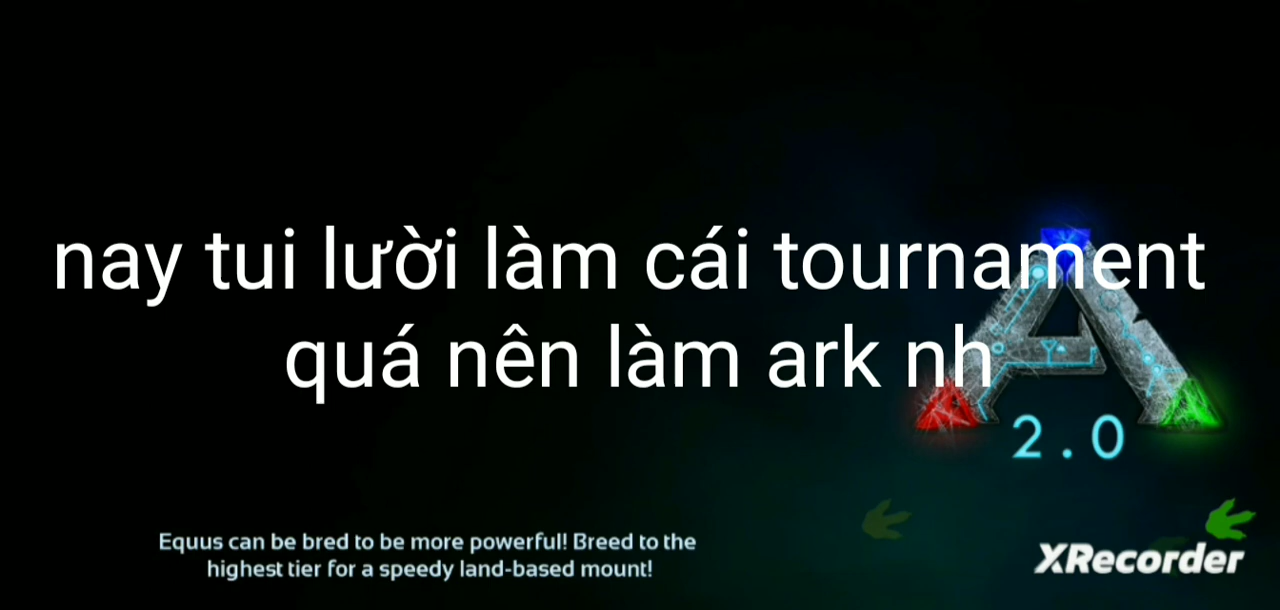 nay tui lười làm cái tournament
quá nên làm ark nh
2.0
Equus can be bred to be more powerful! Breed to the
highest tier for a speedy land-based mount!
XRecorder